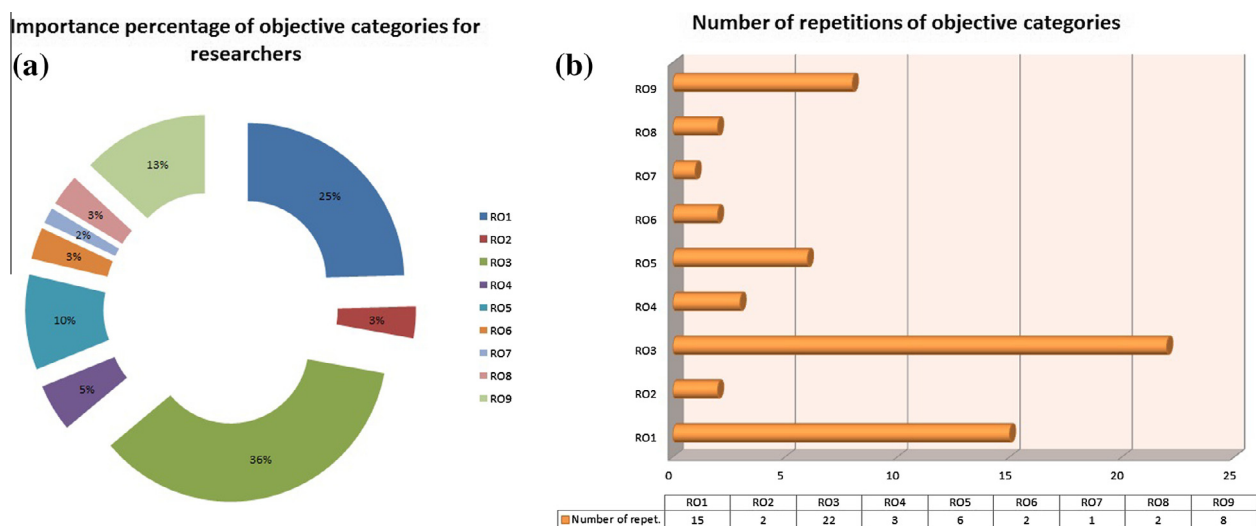 Importance percentage of objective categories for
researchers
(a)
25%
3%
36%
5%
10%
3%
2%
3%
13%
RO1
RO2
RO3
RO4
RO5
RO6
RO7
RO8
RO9
Number of repetitions of objective categories
(b)
RO9
RO8
RO7
RO6
RO5
RO4
RO3
RO2
RO1
0 5 10 15 20 25
RO1 RO2 RO3 RO4 RO5 RO6 RO7 RO8 RO9
Number of repet. 15 2 22 3 6 2 1 2 8